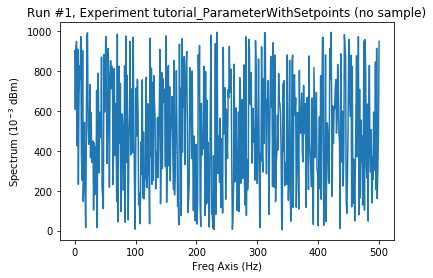 Run #1, Experiment tutorial_ParameterWithSetpoints (no sample)
1000
800
600
400
200
0
Spectrum (10⁻³ dBm)
0 100 200 300 400 500
Freq Axis (Hz)